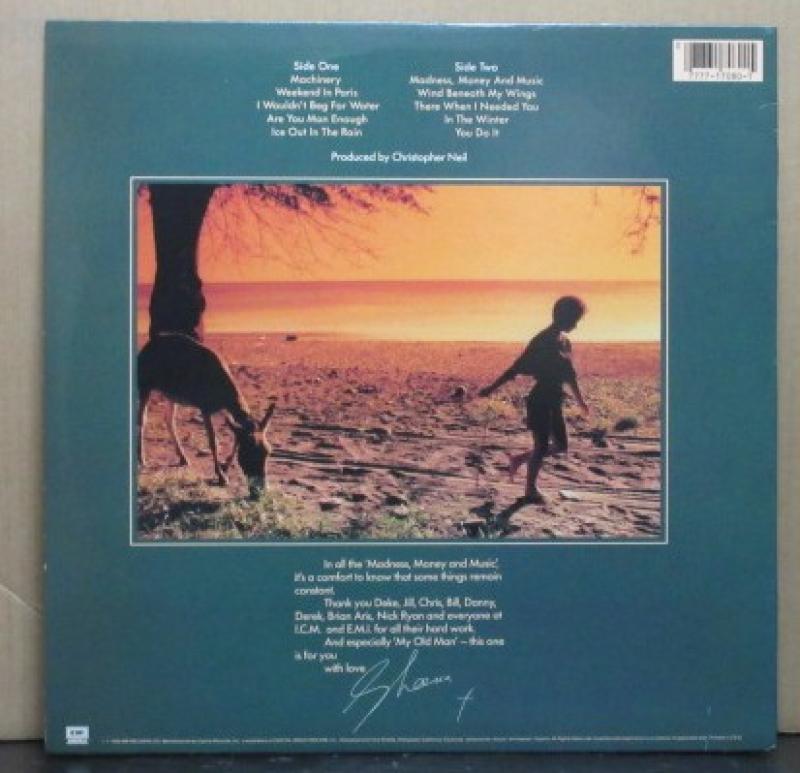 Side One
Machinery
Weekend In Paris
I Wouldn't Beg For Water
Are You Man Enough
Ice Out In The Rain
Side Two
Madness, Money And Music
Wind Beneath My Wings
There When I Needed You
In The Winter
You Do It
Produced by Christopher Neil
In all the 'Madness, Money and Music',
it's a comfort to know that some things remain
constant.
Thank you Deke, Jill, Chris, Bill, Danny,
Derek, Brian Aris, Nick Ryan and everyone at
I.C.M. and E.M.I. for all their hard work.
And especially 'My Old Man' – this one
is for you
with love
Sheena
EMI